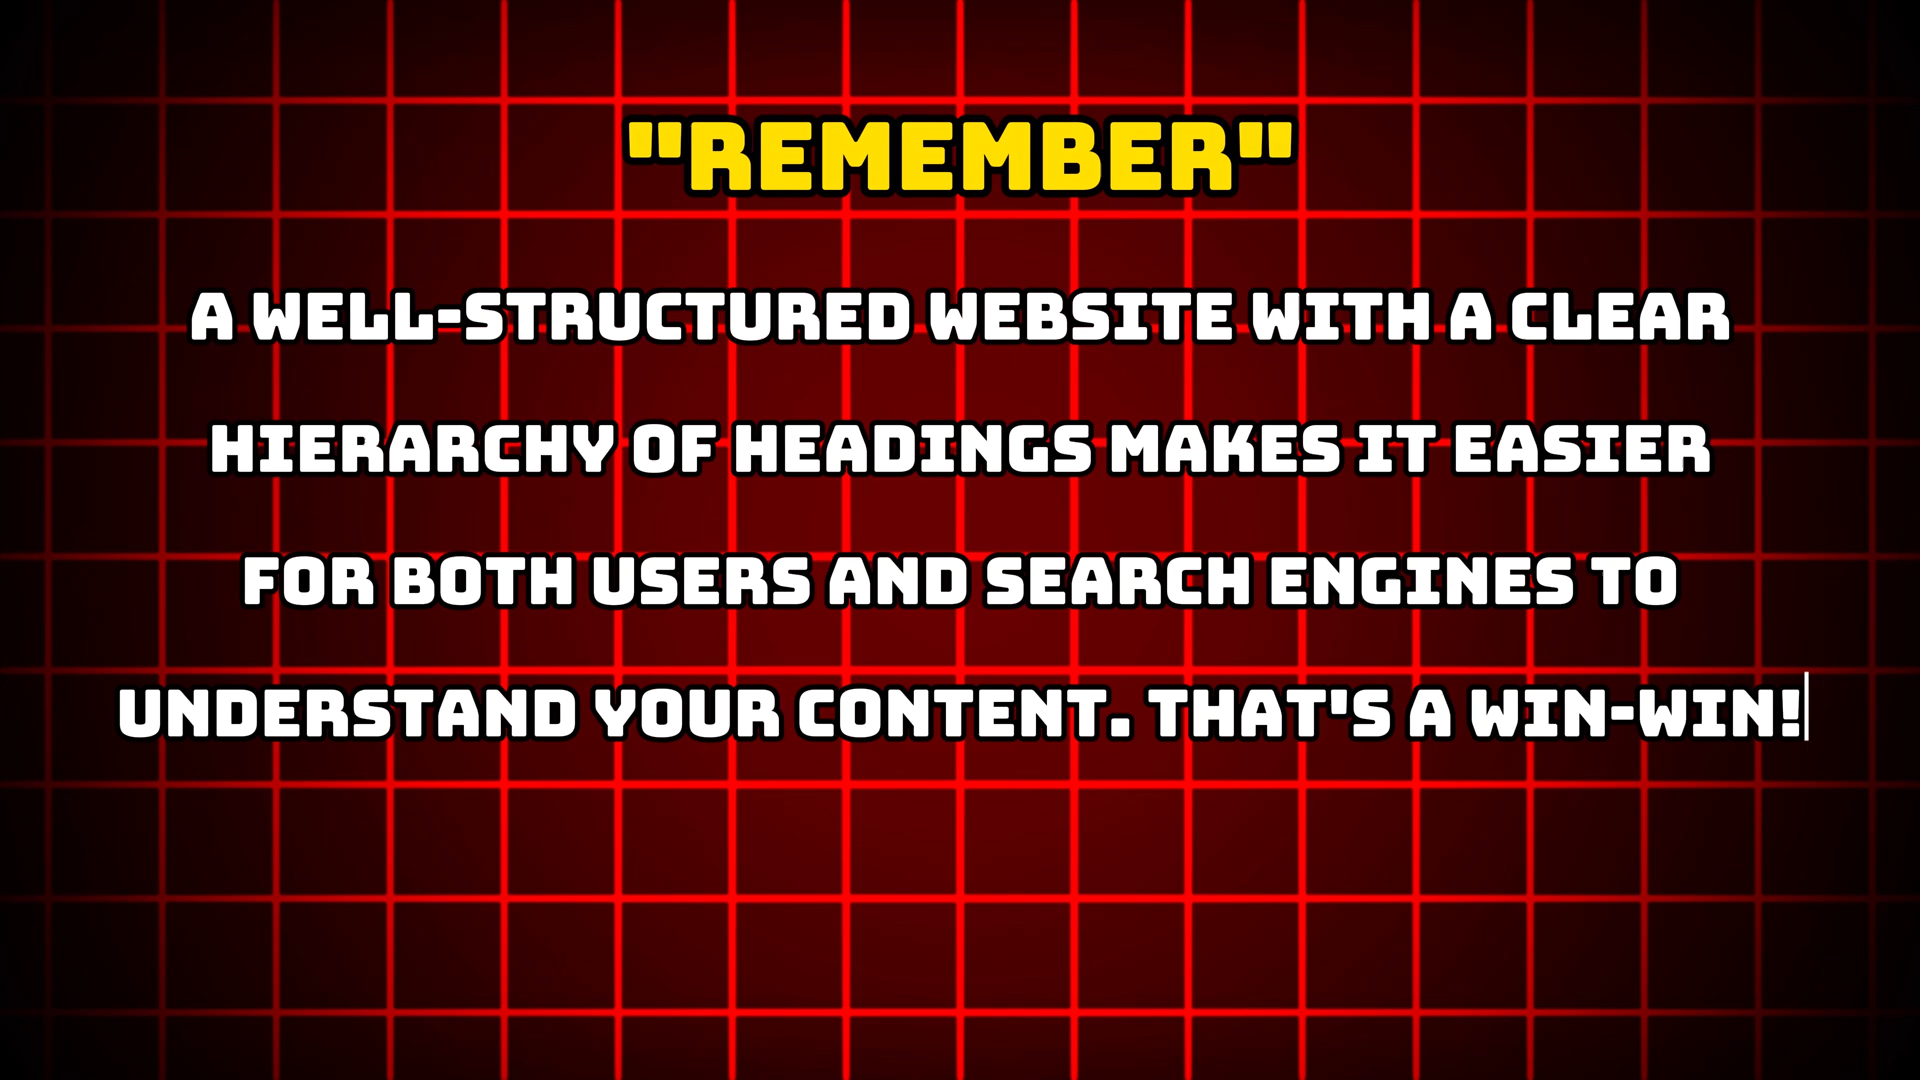 "REMEMBER"
A WELL-STRUCTURED WEBSITE WITH A CLEAR
HIERARCHY OF HEADINGS MAKES IT EASIER
FOR BOTH USERS AND SEARCH ENGINES TO
UNDERSTAND YOUR CONTENT. THAT'S A WIN-WIN!